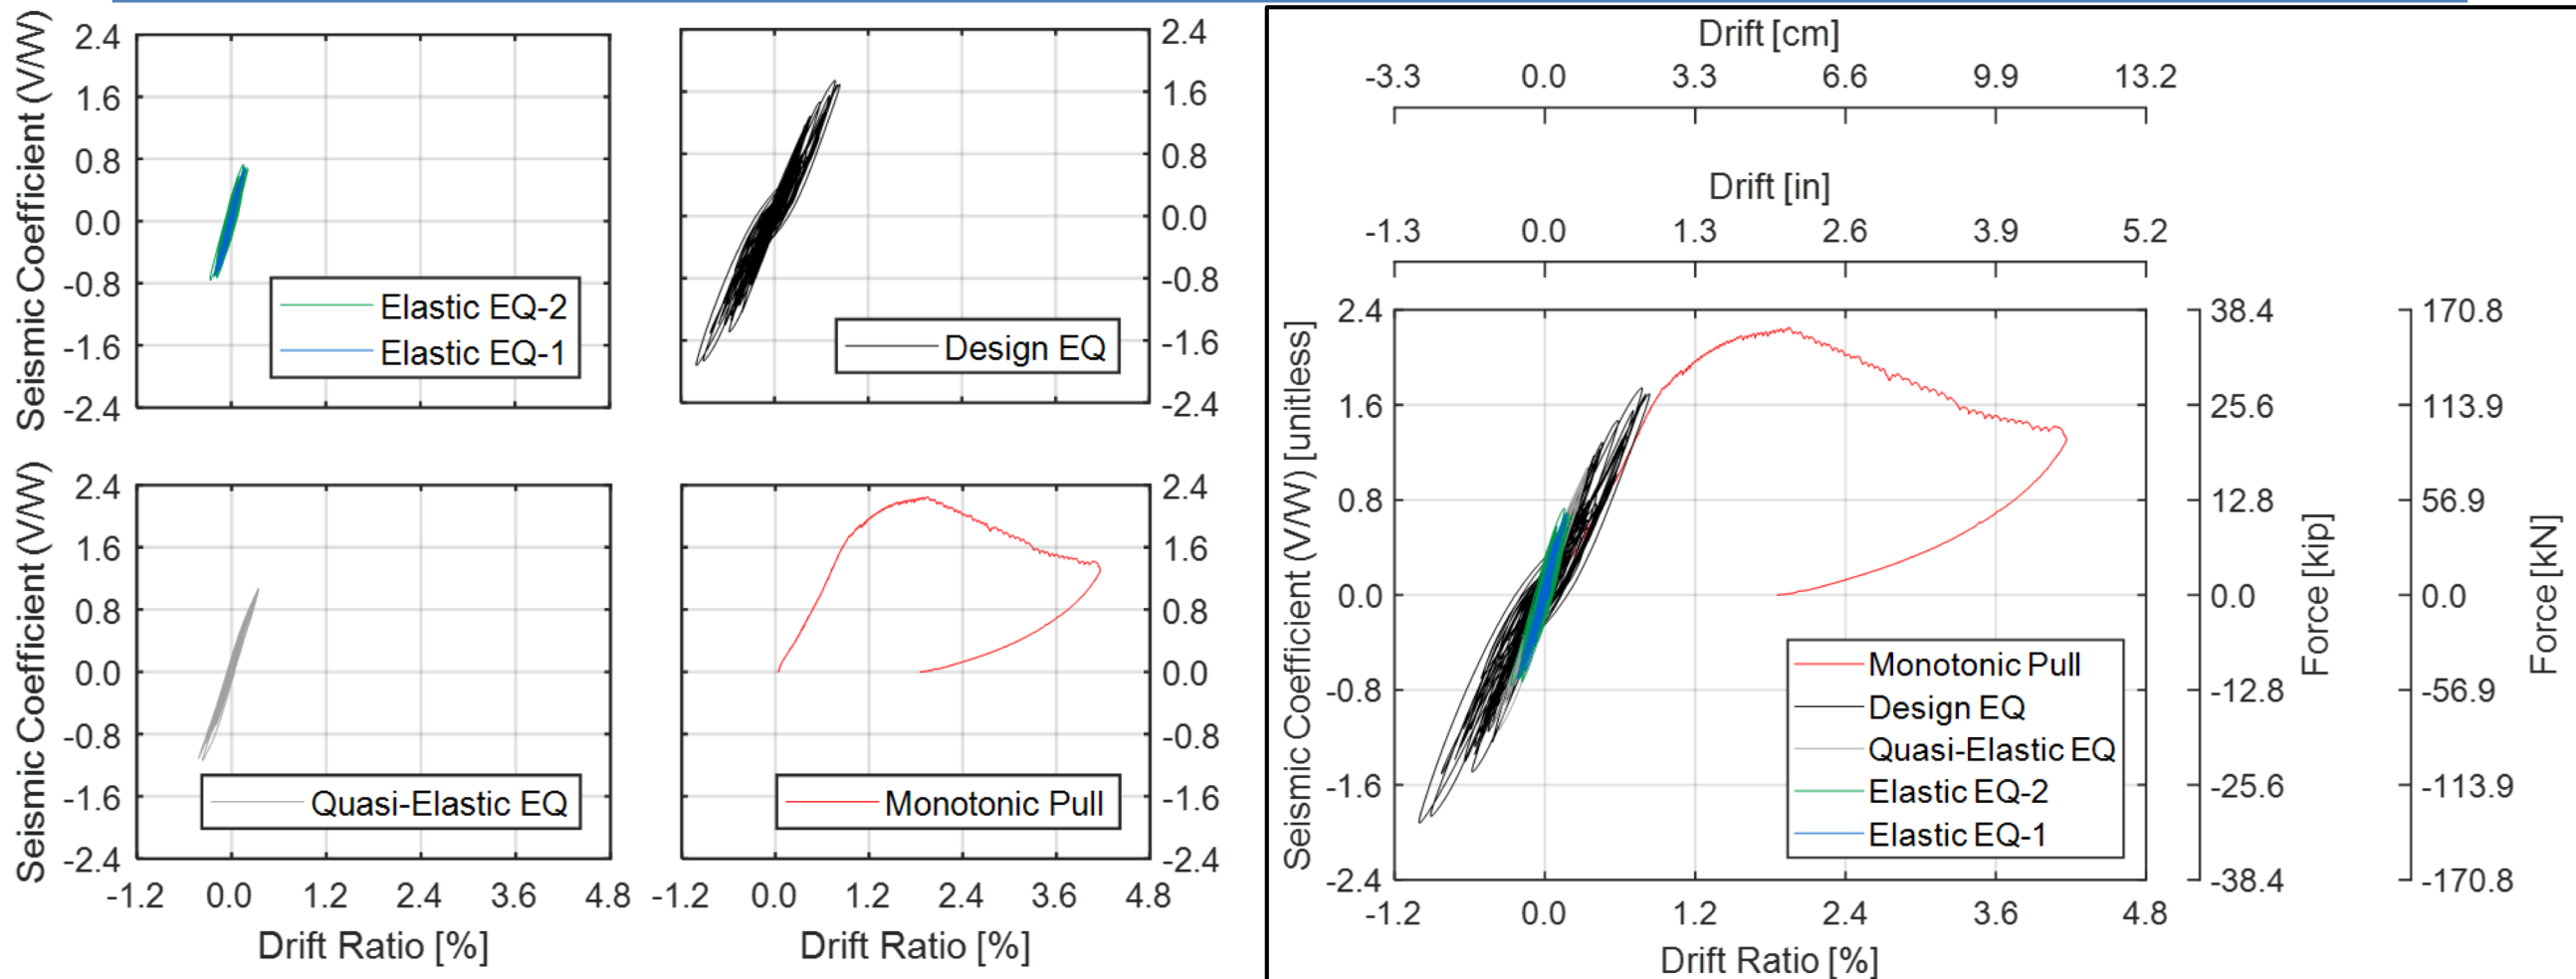 Seismic Coefficient (V/W)
2.4
1.6
0.8
0.0
-0.8
-1.6
-2.4
Elastic EQ-2
Elastic EQ-1
2.4
1.6
0.8
0.0
-0.8
-1.6
-2.4
Design EQ
Seismic Coefficient (V/W)
2.4
1.6
0.8
0.0
-0.8
-1.6
-2.4
Quasi-Elastic EQ
-1.2 0.0 1.2 2.4 3.6 4.8
Drift Ratio [%]
2.4
1.6
0.8
0.0
-0.8
-1.6
-2.4
Monotonic Pull
-1.2 0.0 1.2 2.4 3.6 4.8
Drift Ratio [%]
Drift [cm]
-3.3 0.0 3.3 6.6 9.9 13.2
Drift [in]
-1.3 0.0 1.3 2.6 3.9 5.2
Seismic Coefficient (V/W) [unitless]
2.4
1.6
0.8
0.0
-0.8
-1.6
-2.4
Monotonic Pull
Design EQ
Quasi-Elastic EQ
Elastic EQ-2
Elastic EQ-1
-1.2 0.0 1.2 2.4 3.6 4.8
Drift Ratio [%]
38.4
25.6
12.8
0.0
-12.8
-25.6
-38.4
Force [kip]
170.8
113.9
56.9
0.0
-56.9
-113.9
-170.8
Force [kN]